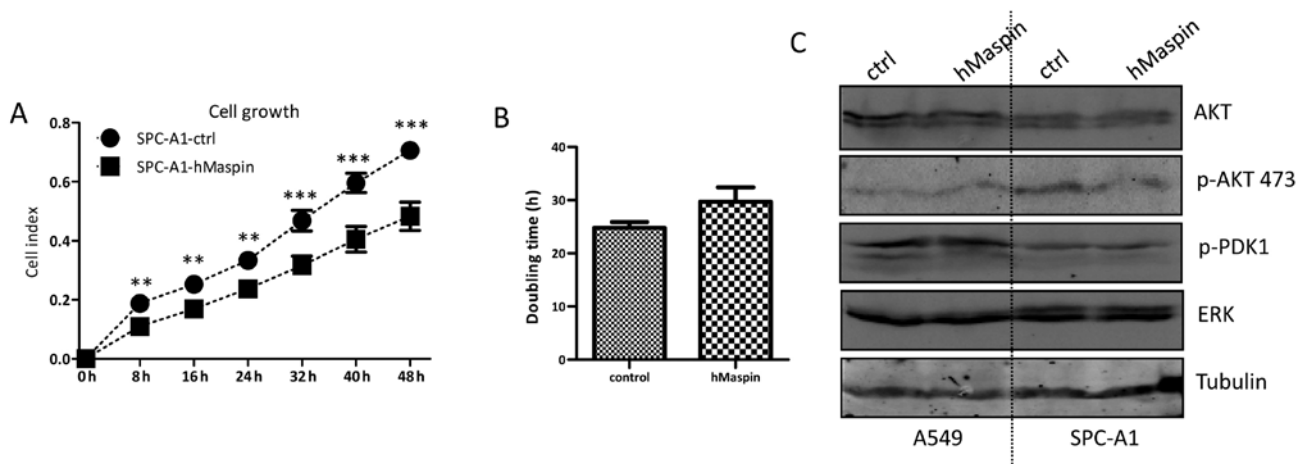 A
Cell growth
SPC-A1-ctrl
SPC-A1-hMaspin
Cell index
0.8
0.6
0.4
0.2
0.0
** ** ** *** *** ***
0h 8h 16h 24h 32h 40h 48h
B
Doubling time (h)
40
30
20
10
0
control hMaspin
C
ctrl hMaspin ctrl hMaspin
AKT
p-AKT 473
p-PDK1
ERK
Tubulin
A549 SPC-A1